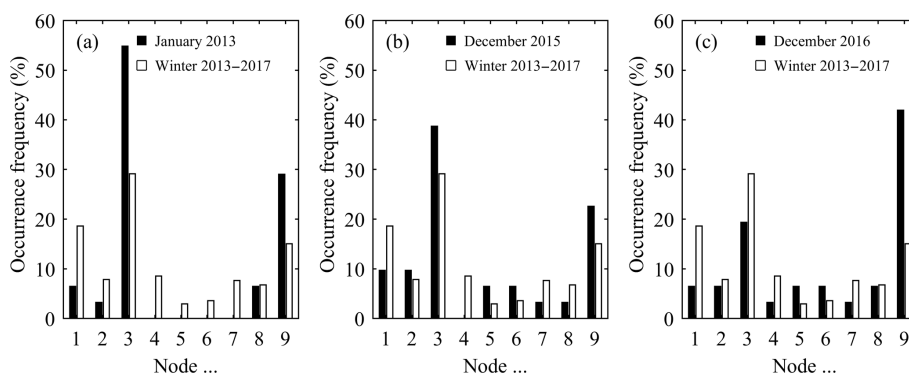 (a)
January 2013
Winter 2013−2017
Occurrence frequency (%)
60
50
40
30
20
10
0
1 2 3 4 5 6 7 8 9
Node ...
(b)
December 2015
Winter 2013−2017
Occurrence frequency (%)
60
50
40
30
20
10
0
1 2 3 4 5 6 7 8 9
Node ...
(c)
December 2016
Winter 2013−2017
Occurrence frequency (%)
60
50
40
30
20
10
0
1 2 3 4 5 6 7 8 9
Node ...